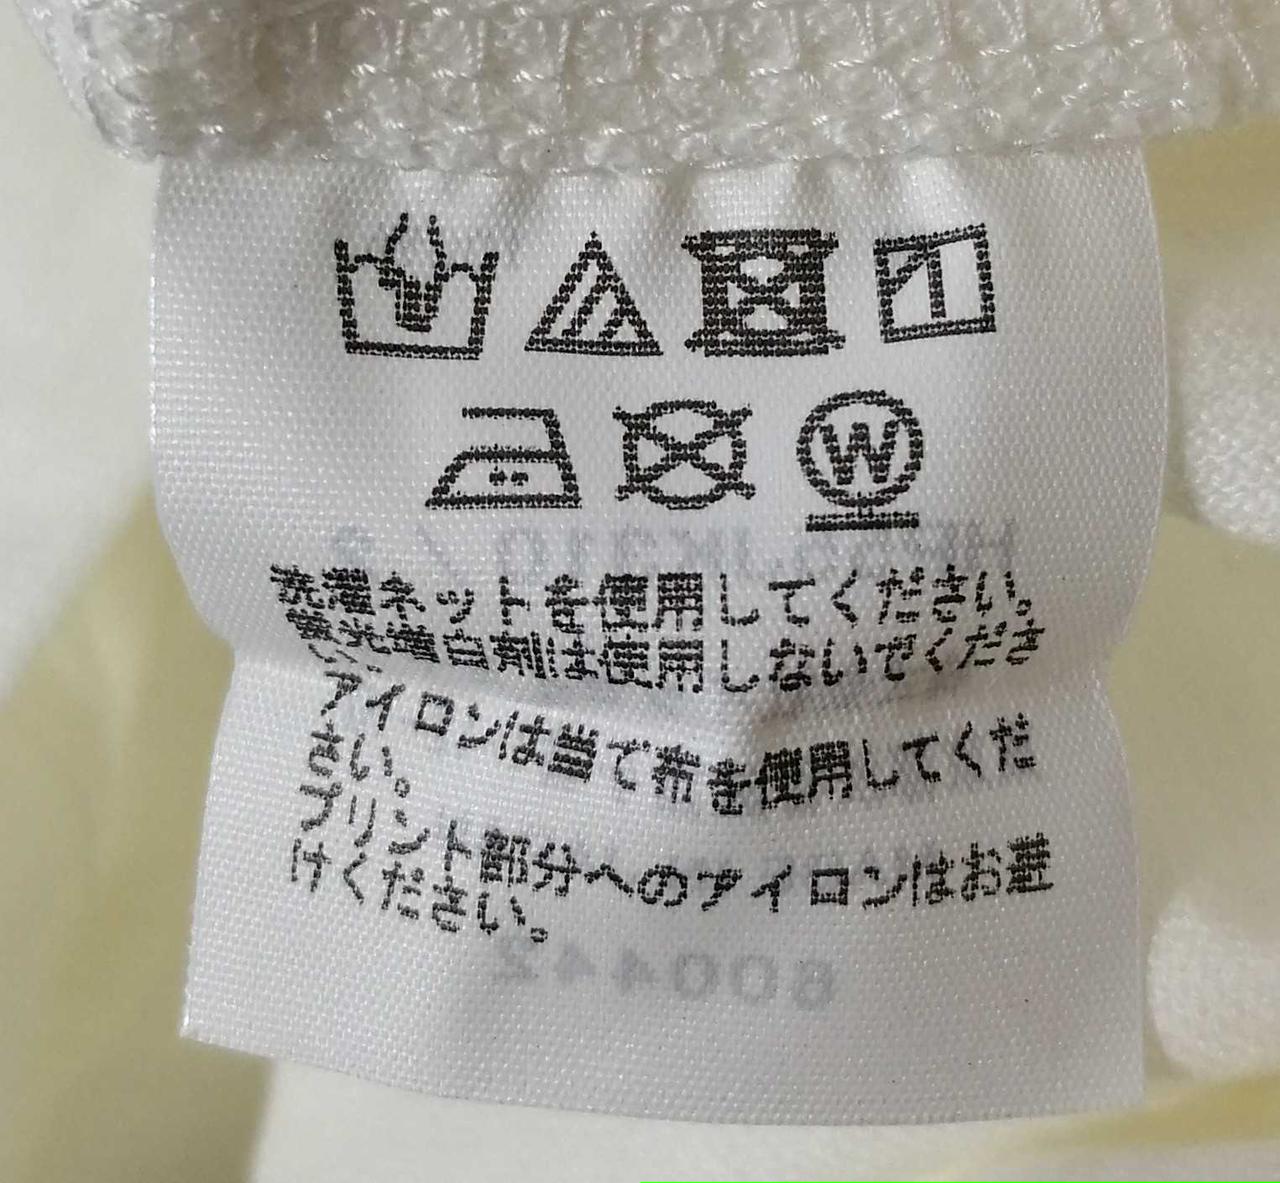 W
洗濯ネットを使用してください。
蛍光増白剤は使用しないでくださ
い。
アイロンは当て布を使用してくだ
さい。
プリント部分へのアイロンはお避
けください。
600442